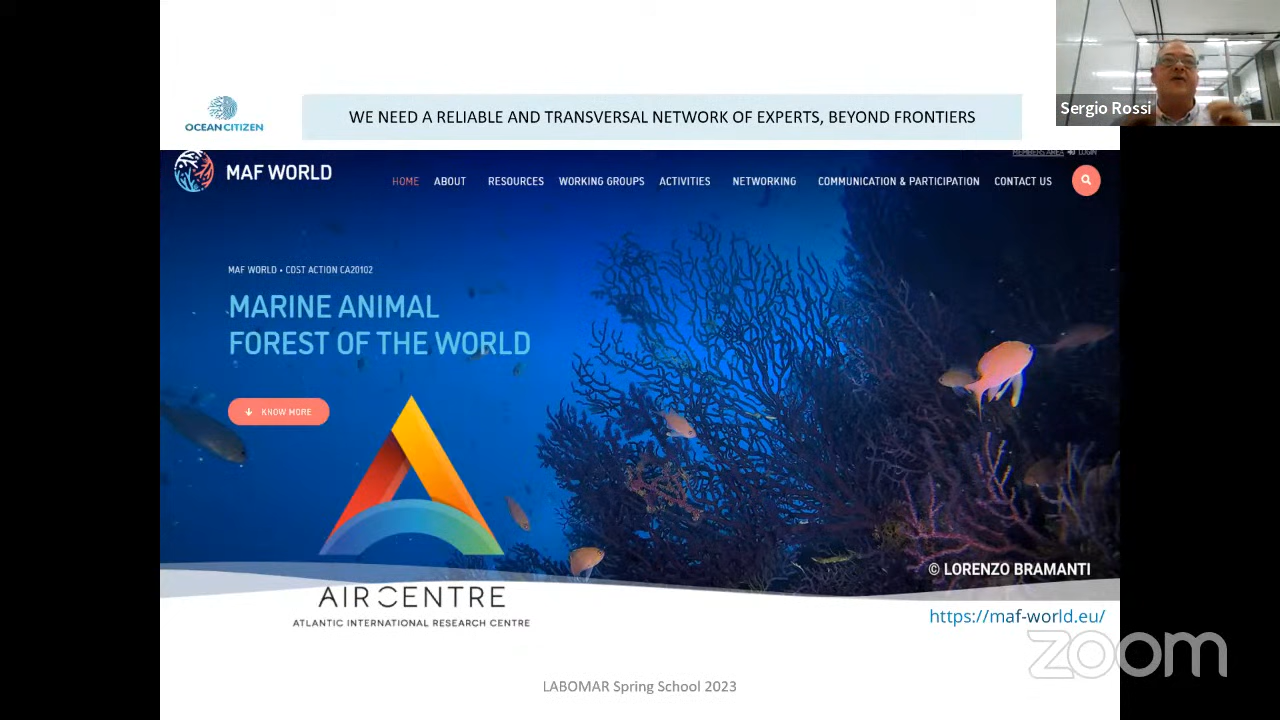 Sergio Rossi
OCEAN CITIZEN
WE NEED A RELIABLE AND TRANSVERSAL NETWORK OF EXPERTS, BEYOND FRONTIERS
MEMBERS AREA LOGIN
MAF WORLD
HOME ABOUT RESOURCES WORKING GROUPS ACTIVITIES NETWORKING COMMUNICATION & PARTICIPATION CONTACT US
MAF WORLD • COST ACTION CA20102
MARINE ANIMAL
FOREST OF THE WORLD
KNOW MORE
© LORENZO BRAMANTI
AIR CENTRE
ATLANTIC INTERNATIONAL RESEARCH CENTRE
https://maf-world.eu/
zoom
LABOMAR Spring School 2023